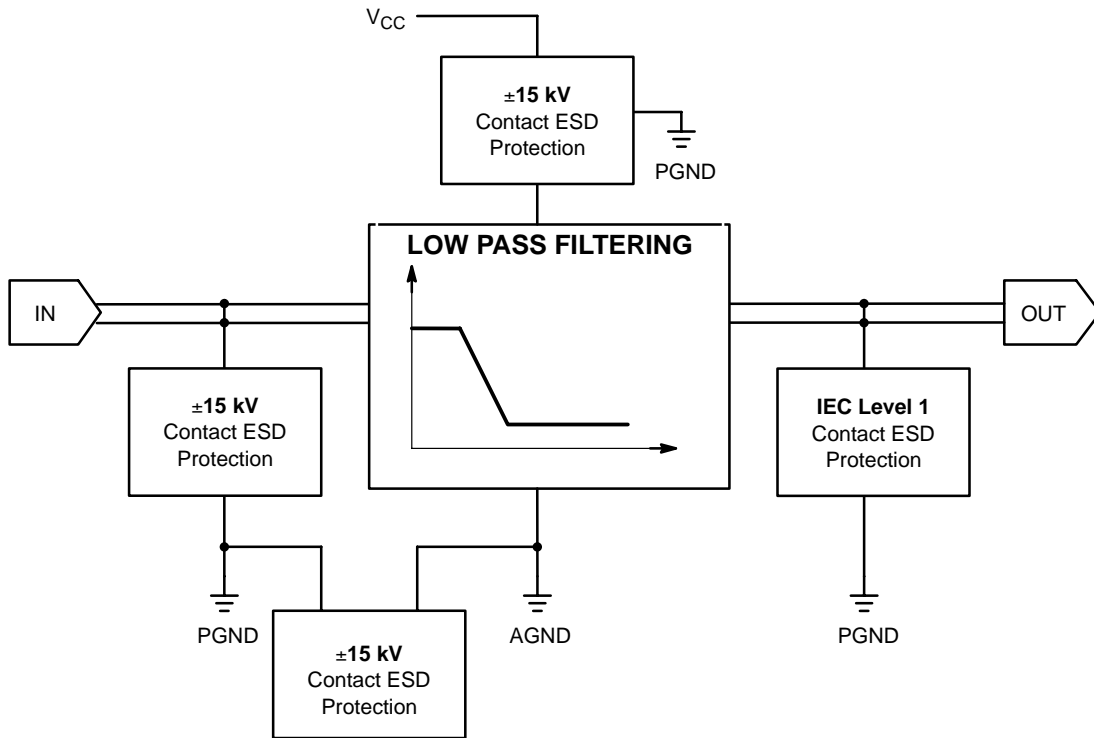 VCC
±15 kV
Contact ESD
Protection
PGND
LOW PASS FILTERING
IN
OUT
±15 kV
Contact ESD
Protection
IEC Level 1
Contact ESD
Protection
PGND
AGND
PGND
±15 kV
Contact ESD
Protection